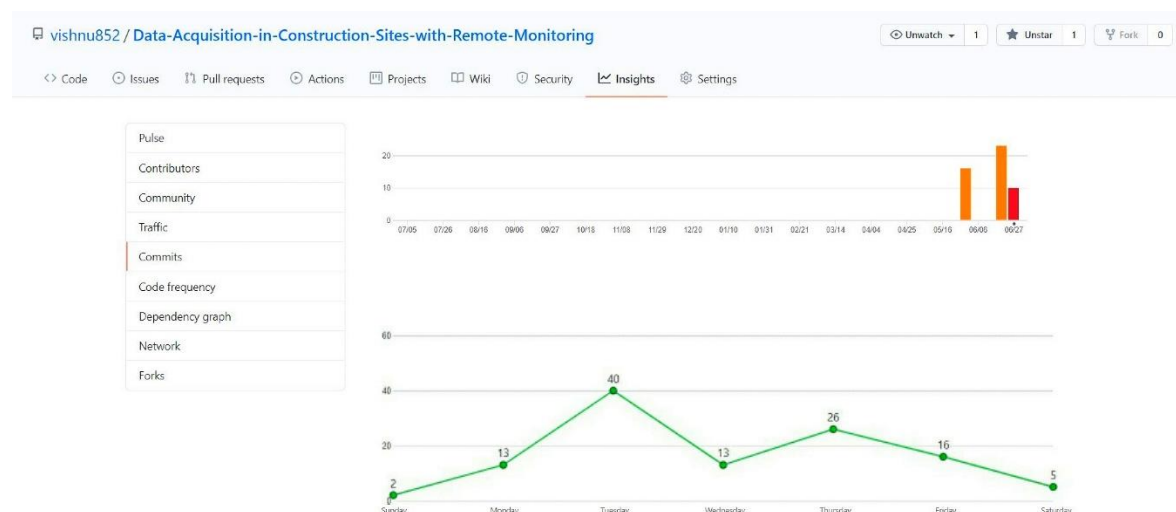 vishnu852 / Data-Acquisition-in-Construction-Sites-with-Remote-Monitoring
Unwatch 1 Unstar 1 Fork 0
Code Issues Pull requests Actions Projects Wiki Security Insights Settings
Pulse
Contributors
Community
Traffic
Commits
Code frequency
Dependency graph
Network
Forks
20
10
0
07/05 07/26 08/16 09/06 09/27 10/18 11/08 11/29 12/20 01/10 01/31 02/21 03/14 04/04 04/25 05/16 06/06 06/27
60
40
20
0
2 13 40 13 26 16 5
Sunday Monday Tuesday Wednesday Thursday Friday Saturday